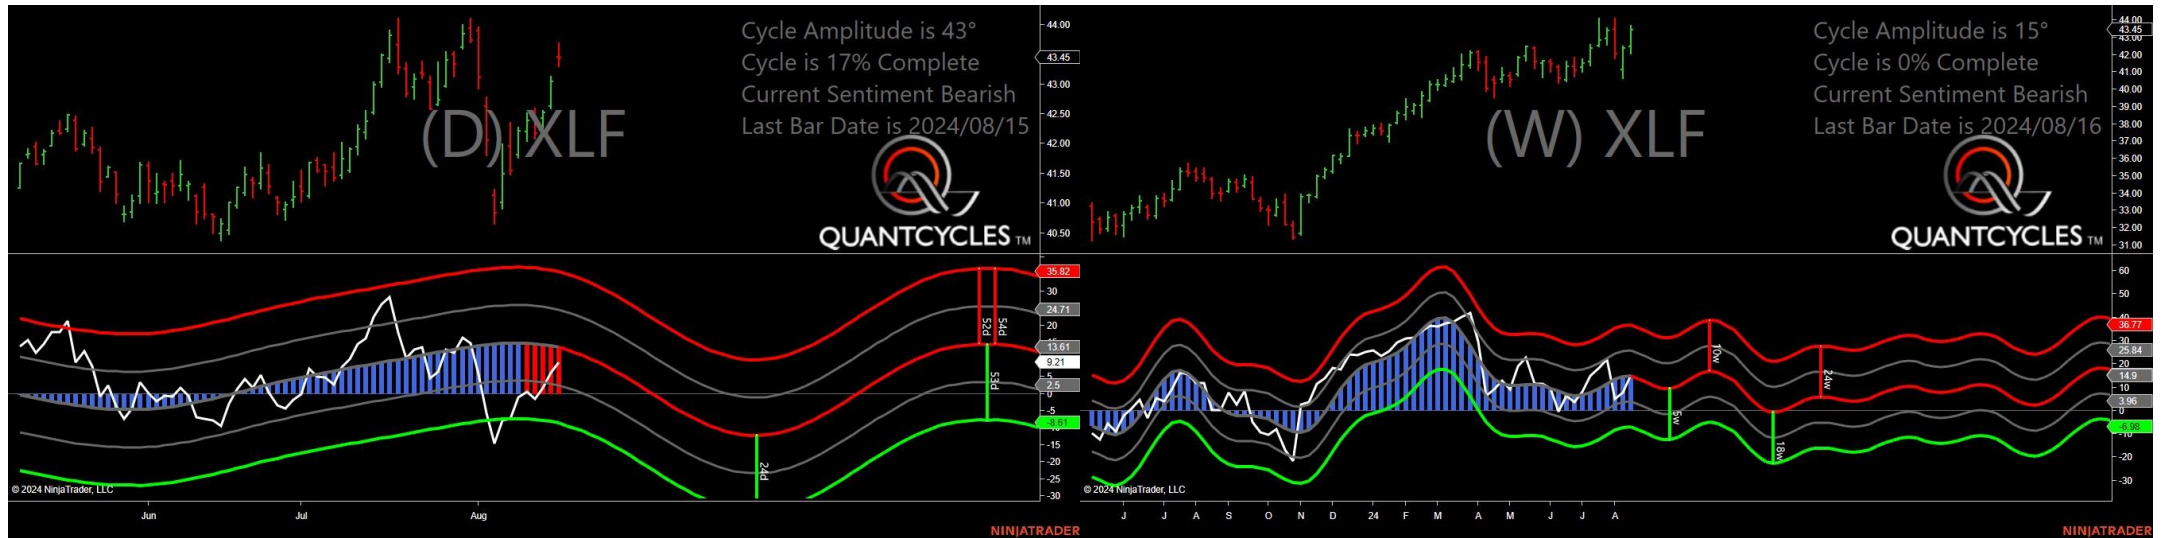 Cycle Amplitude is 43°
Cycle is 17% Complete
Current Sentiment Bearish
Last Bar Date is 2024/08/15
(D) XLF
QUANTCYCLES TM
44.00
43.45
43.00
42.50
42.00
41.50
41.00
40.50
35.82
30
24.71
20
13.61
9.21
5
2.5
0
-5
-8.61
-15
-20
-25
-30
52d
54d
53d
24d
© 2024 NinjaTrader, LLC
Jun
Jul
Aug
NINJATRADER
Cycle Amplitude is 15°
Cycle is 0% Complete
Current Sentiment Bearish
Last Bar Date is 2024/08/16
(W) XLF
QUANTCYCLES TM
44.00
43.45
43.00
42.00
41.00
40.00
39.00
38.00
37.00
36.00
35.00
34.00
33.00
32.00
31.00
60
50
40
36.77
30
25.84
20
14.9
10
3.96
0
-6.98
-10
-20
-30
10w
24w
5w
18w
© 2024 NinjaTrader, LLC
J
J
A
S
O
N
D
24
F
M
A
M
J
J
A
NINJATRADER